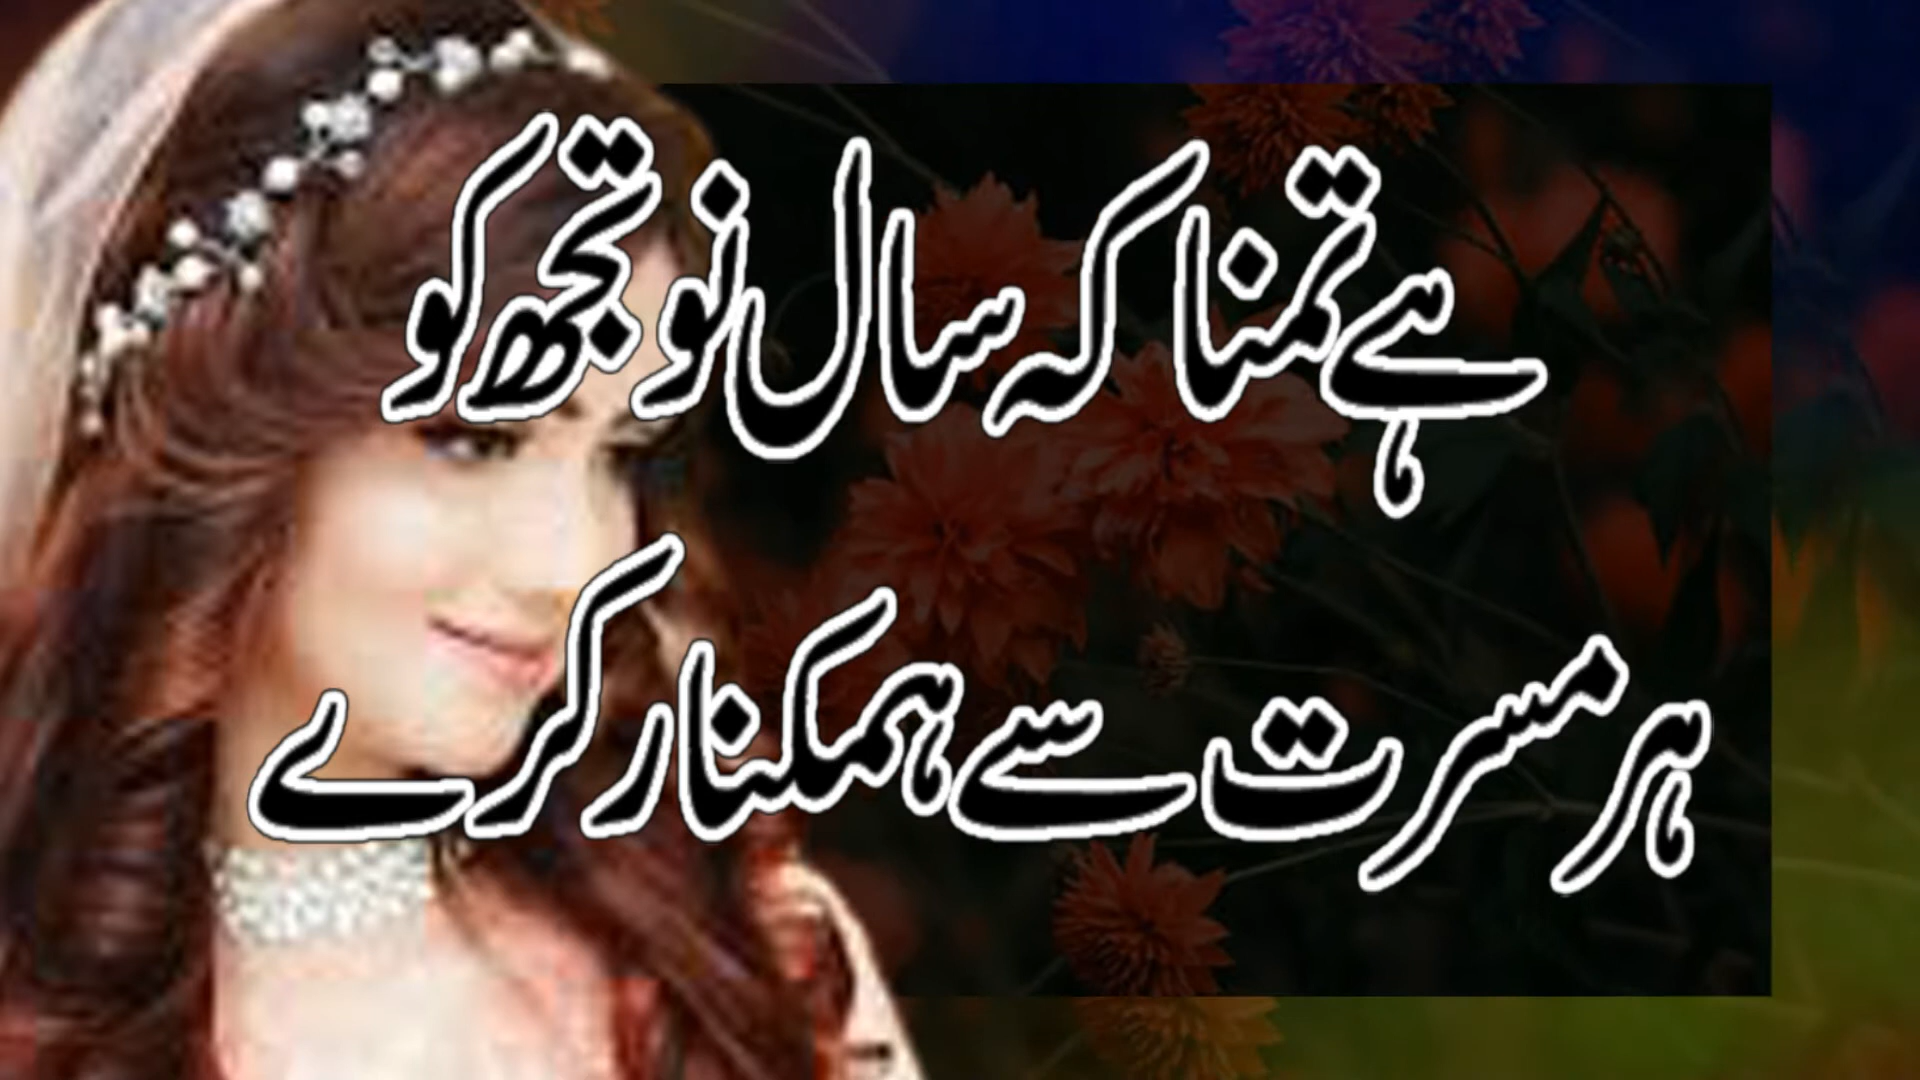 ہے تمنا کہ سال نو تجھ کو
ہر مسرت سے ہمکنار کرے